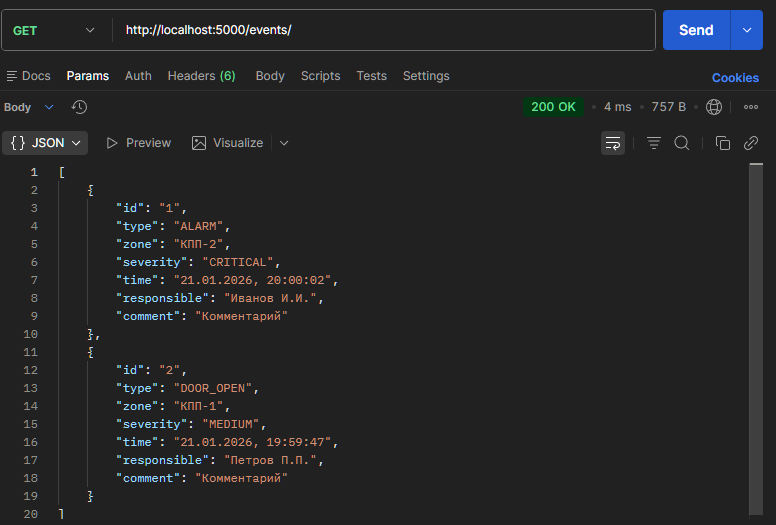 GET http://localhost:5000/events/ Send
Docs Params Auth Headers (6) Body Scripts Tests Settings Cookies
Body 200 OK • 4 ms • 757 B
{} JSON Preview Visualize
1 [
2 {
3 "id": "1",
4 "type": "ALARM",
5 "zone": "КПП-2",
6 "severity": "CRITICAL",
7 "time": "21.01.2026, 20:00:02",
8 "responsible": "Иванов И.И.",
9 "comment": "Комментарий"
10 },
11 {
12 "id": "2",
13 "type": "DOOR_OPEN",
14 "zone": "КПП-1",
15 "severity": "MEDIUM",
16 "time": "21.01.2026, 19:59:47",
17 "responsible": "Петров П.П.",
18 "comment": "Комментарий"
19 }
20 ]